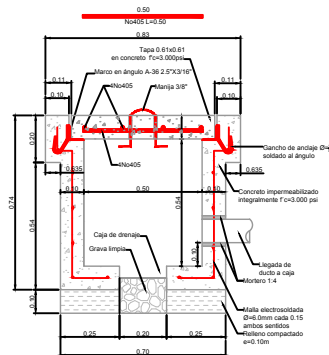 0.50
No405 L=0.50
0.83
Tapa 0.61x0.61
en concreto f'c=3.000psi
0.11
Marco en ángulo A-36 2.5"X3/16"
0.11
0.10
4No405
Manija 3/8"
0.10
0.20
4No405
Gancho de anclaje Ø=
soldado al ángulo
0.635
0.635
0.10
0.50
0.10
Concreto impermeabilizado
integralmente f'c=3.000 psi
0.74
0.54
0.54
Caja de drenaje
Grava limpia
Llegada de
ducto a caja
0.10
Mortero 1:4
Malla electrosoldada
Ø=6.0mm cada 0.15
ambos sentidos
0.10
Relleno compactado
e=0.10m
0.25
0.20
0.25
0.70